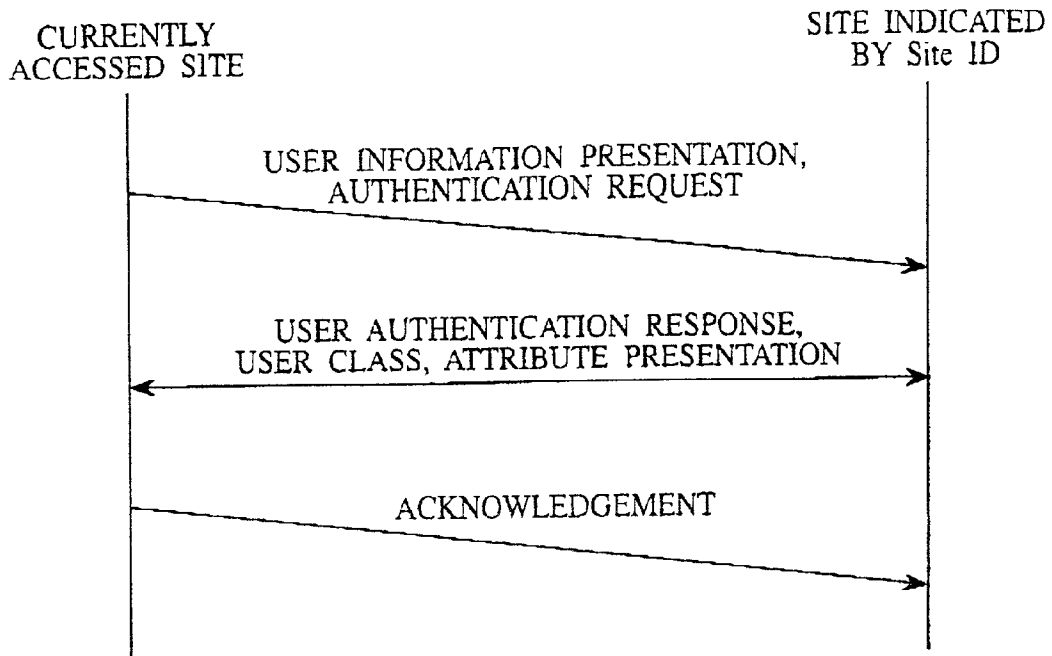 CURRENTLY
ACCESSED SITE
SITE INDICATED
BY Site ID
USER INFORMATION PRESENTATION,
AUTHENTICATION REQUEST
USER AUTHENTICATION RESPONSE,
USER CLASS, ATTRIBUTE PRESENTATION
ACKNOWLEDGEMENT